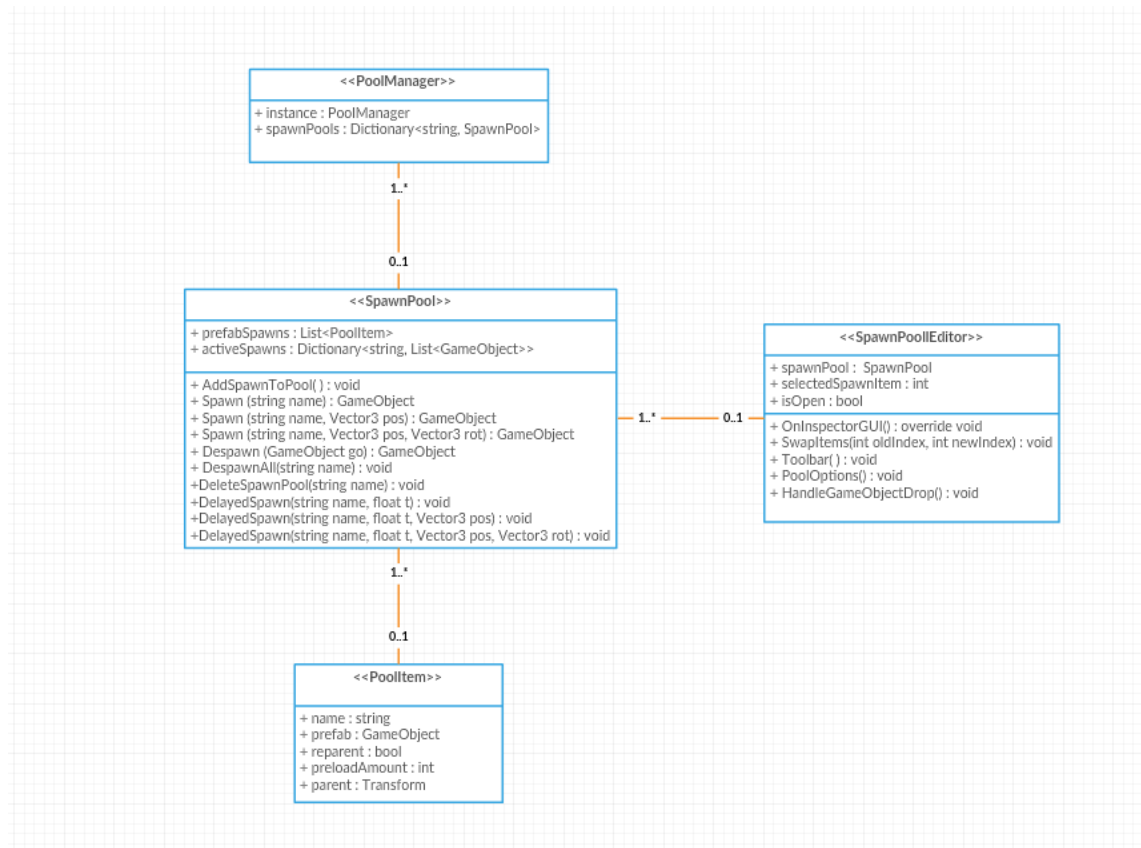 <<PoolManager>>
+ instance : PoolManager
+ spawnPools : Dictionary<string, SpawnPool>
1..*
0..1
<<SpawnPool>>
+ prefabSpawns : List<PoolItem>
+ activeSpawns : Dictionary<string, List<GameObject>>
+ AddSpawnToPool( ) : void
+ Spawn (string name) : GameObject
+ Spawn (string name, Vector3 pos) : GameObject
+ Spawn (string name, Vector3 pos, Vector3 rot) : GameObject
+ Despawn (GameObject go) : GameObject
+ DespawnAll(string name) : void
+DeleteSpawnPool(string name) : void
+DelayedSpawn(string name, float t) : void
+DelayedSpawn(string name, float t, Vector3 pos) : void
+DelayedSpawn(string name, float t, Vector3 pos, Vector3 rot) : void
1..*
0..1
<<SpawnPoolIEditor>>
+ spawnPool : SpawnPool
+ selectedSpawnItem : int
+ isOpen : bool
+ OnInspectorGUI() : override void
+ SwapItems(int oldIndex, int newIndex) : void
+ Toolbar( ) : void
+ PoolOptions() : void
+ HandleGameObjectDrop() : void
1..*
0..1
<<PoolItem>>
+ name : string
+ prefab : GameObject
+ reparent : bool
+ preloadAmount : int
+ parent : Transform